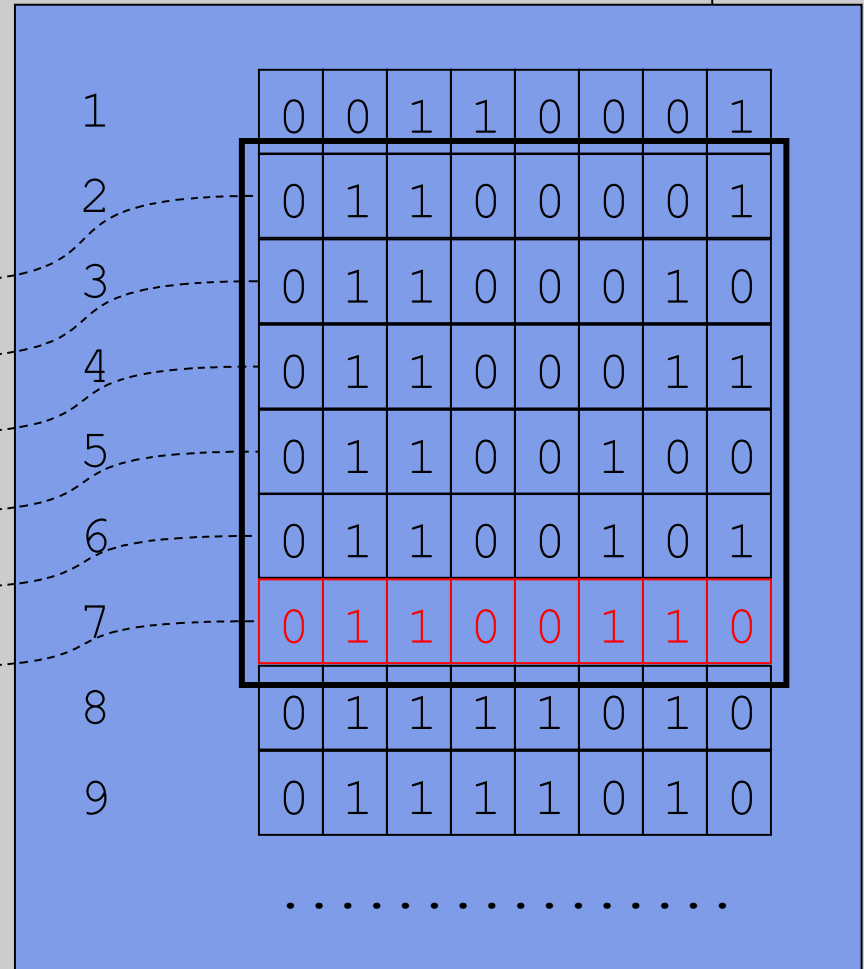 1 0 0 1 1 0 0 0 1
2 0 1 1 0 0 0 0 1
3 0 1 1 0 0 0 1 0
4 0 1 1 0 0 0 1 1
5 0 1 1 0 0 1 0 0
6 0 1 1 0 0 1 0 1
7 0 1 1 0 0 1 1 0
8 0 1 1 1 1 0 1 0
9 0 1 1 1 1 0 1 0
................